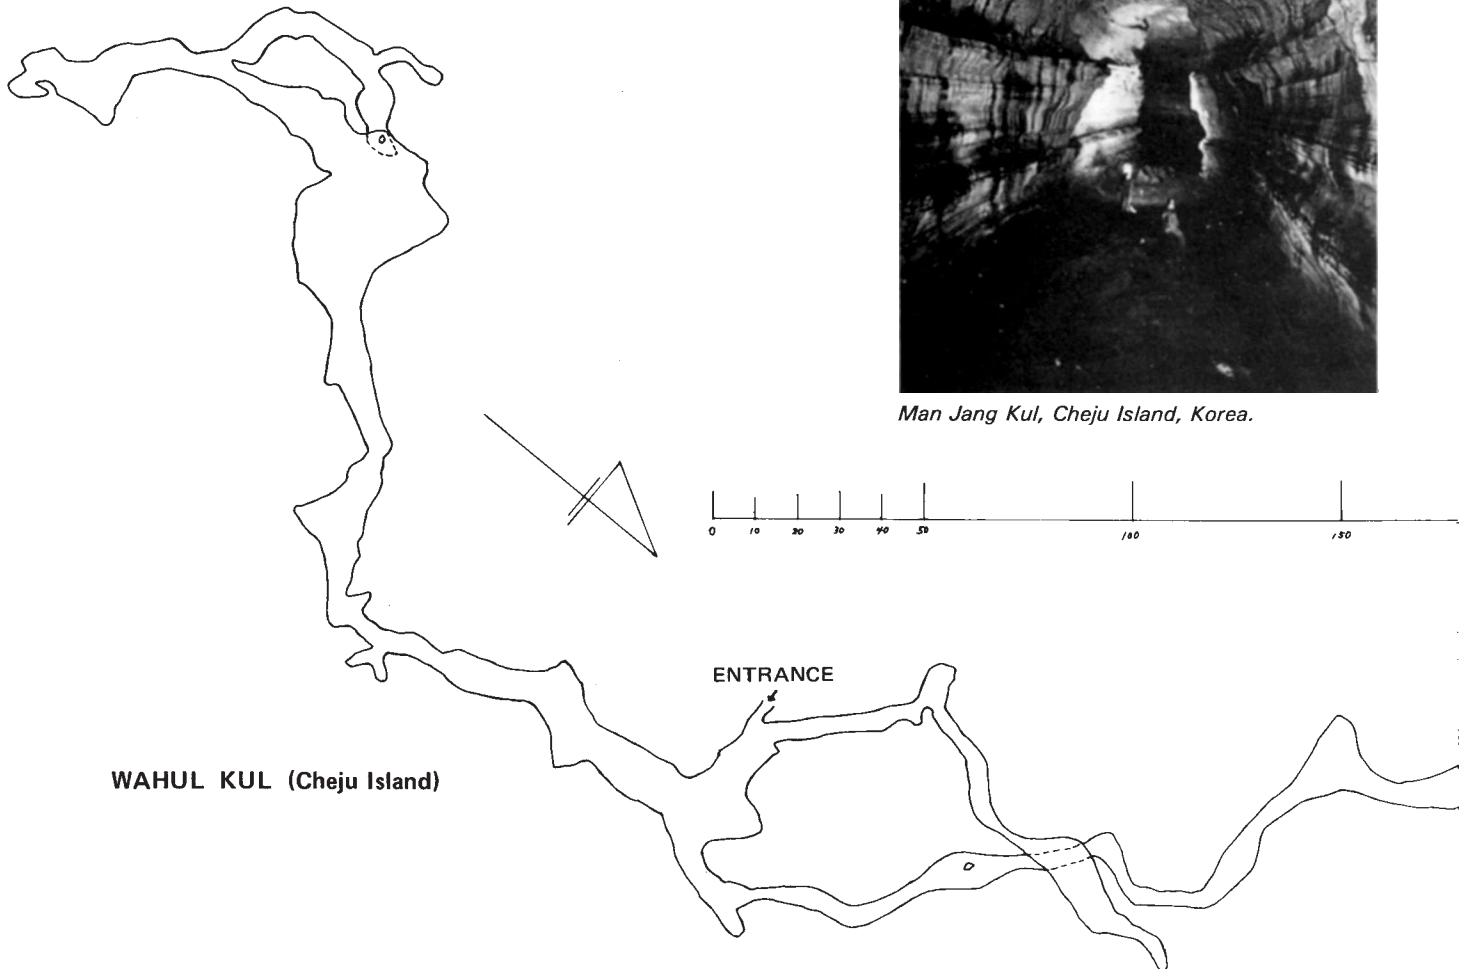 Man Jang Kul, Cheju Island, Korea.
0 10 20 30 40 50 100 150
ENTRANCE
WAHUL KUL (Cheju Island)